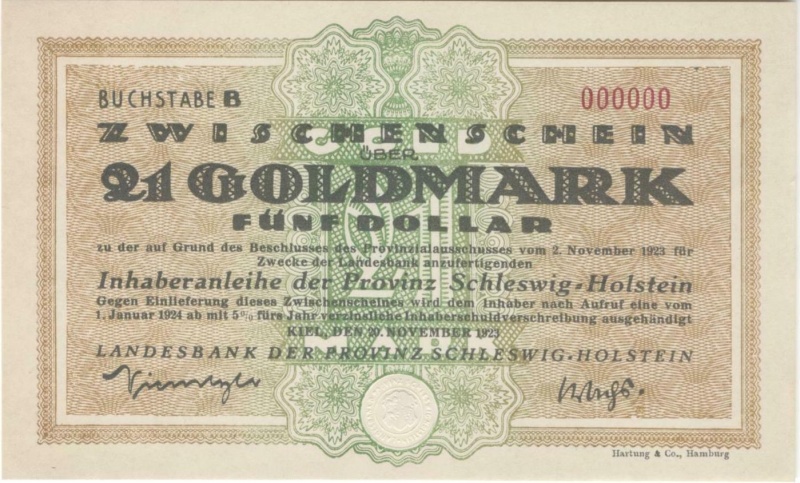 BUCHSTABE B
000000
ZWISCHENSCHEIN
ÜBER
21 GOLDMARK
FÜNF DOLLAR
zu der auf Grund des Beschlusses des Provinzialausschusses vom 2. November 1923 für
Zwecke der Landesbank anzufertigenden
Inhaberanleihe der Provinz Schleswig-Holstein
Gegen Einlieferung dieses Zwischenscheines wird dem Inhaber nach Aufruf eine vom
1. Januar 1924 ab mit 5% fürs Jahr verzinsliche Inhaberschuldverschreibung ausgehändigt
KIEL, DEN 20. NOVEMBER 1923
LANDESBANK DER PROVINZ SCHLESWIG-HOLSTEIN
Hartung & Co., Hamburg